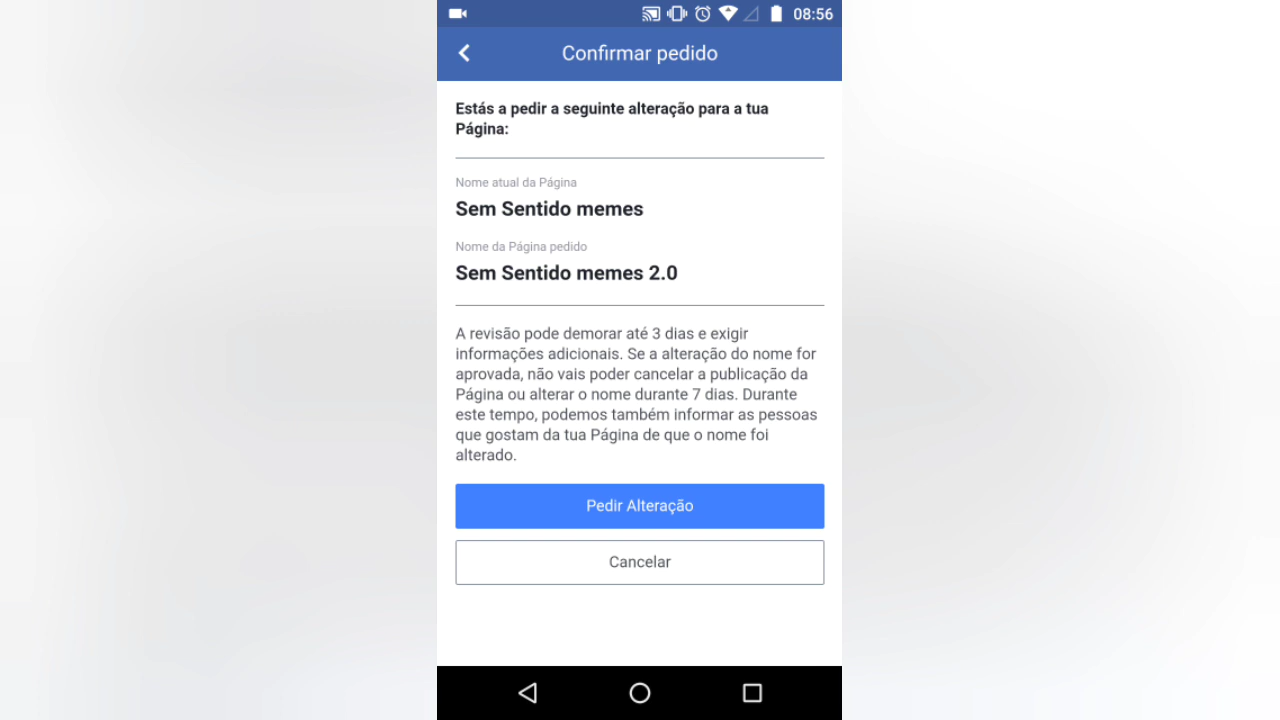 08:56
Confirmar pedido
Estás a pedir a seguinte alteração para a tua
Página:
Nome atual da Página
Sem Sentido memes
Nome da Página pedido
Sem Sentido memes 2.0
A revisão pode demorar até 3 dias e exigir
informações adicionais. Se a alteração do nome for
aprovada, não vais poder cancelar a publicação da
Página ou alterar o nome durante 7 dias. Durante
este tempo, podemos também informar as pessoas
que gostam da tua Página de que o nome foi
alterado.
Pedir Alteração
Cancelar